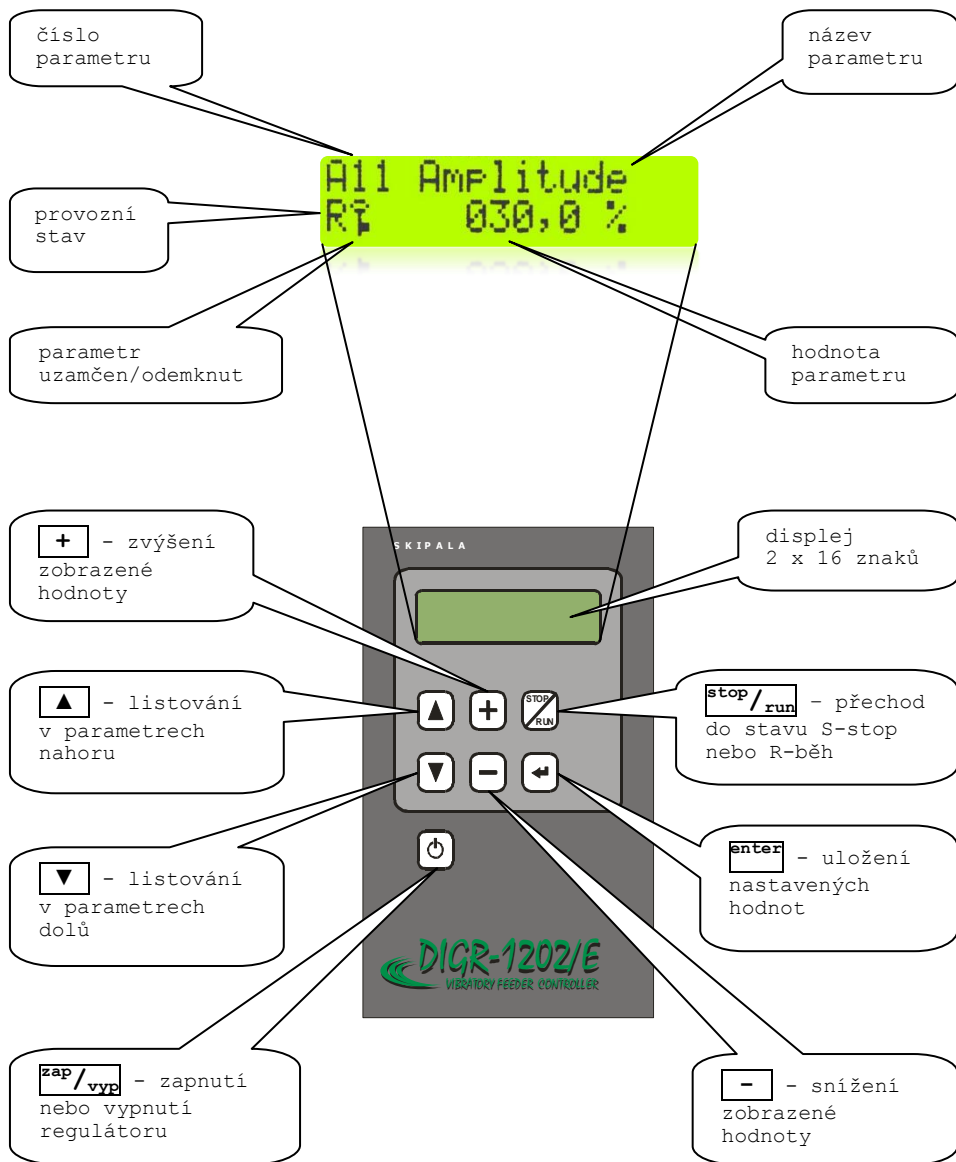 číslo
parametru
název
parametru
A11 Amplitude
R 030,0 %
provozní
stav
parametr
uzamčen/odemknut
hodnota
parametru
+ - zvýšení
zobrazené
hodnoty
SKIPALA
displej
2 x 16 znaků
▲ - listování
v parametrech
nahoru
STOP
RUN
stop/run - přechod
do stavu S-stop
nebo R-běh
▼ - listování
v parametrech
dolů
enter - uložení
nastavených
hodnot
DIGR-1202/E
VIBRATORY FEEDER CONTROLLER
zap/vyp - zapnutí
nebo vypnutí
regulátoru
- - snížení
zobrazené
hodnoty